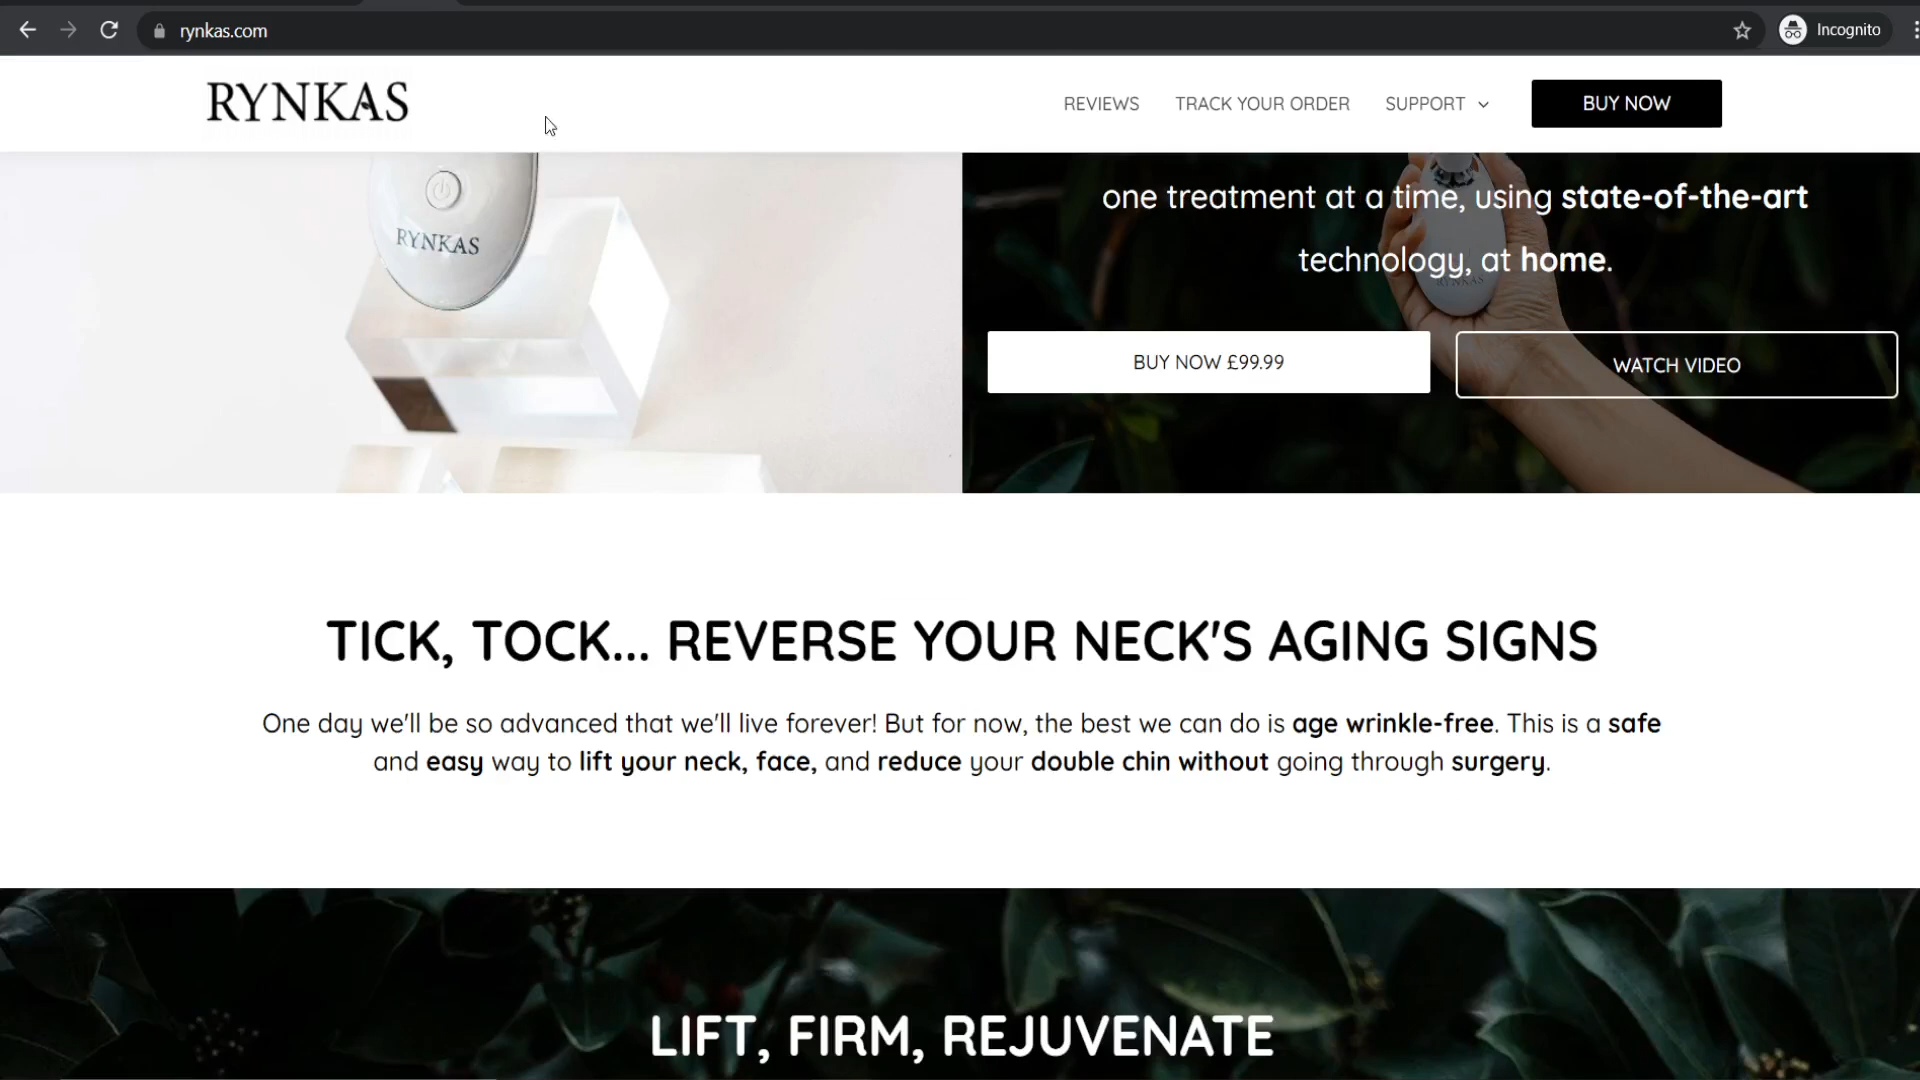 rynkas.com
Incognito
RYNKAS
REVIEWS
TRACK YOUR ORDER
SUPPORT
BUY NOW
RYNKAS
one treatment at a time, using state-of-the-art
technology, at home.
RYNKAS
BUY NOW £99.99
WATCH VIDEO
TICK, TOCK... REVERSE YOUR NECK'S AGING SIGNS
One day we'll be so advanced that we'll live forever! But for now, the best we can do is age wrinkle-free. This is a safe
and easy way to lift your neck, face, and reduce your double chin without going through surgery.
LIFT, FIRM, REJUVENATE